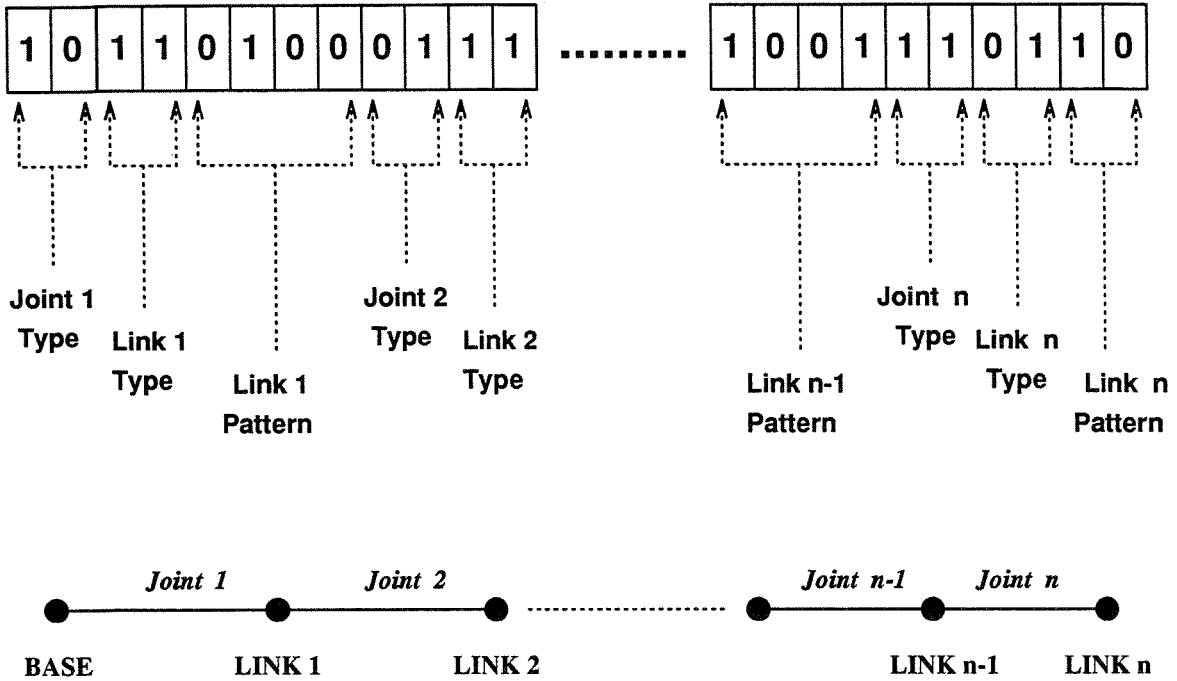 1 0 1 1 0 1 0 0 0 1 1 1 ......... 1 0 0 1 1 1 0 1 1 0
Joint 1
Type
Link 1
Type
Link 1
Pattern
Joint 2
Type
Link 2
Type
Link n-1
Pattern
Joint n
Type
Link n
Type
Link n
Pattern
Joint 1 Joint 2 Joint n-1 Joint n
BASE LINK 1 LINK 2 LINK n-1 LINK n